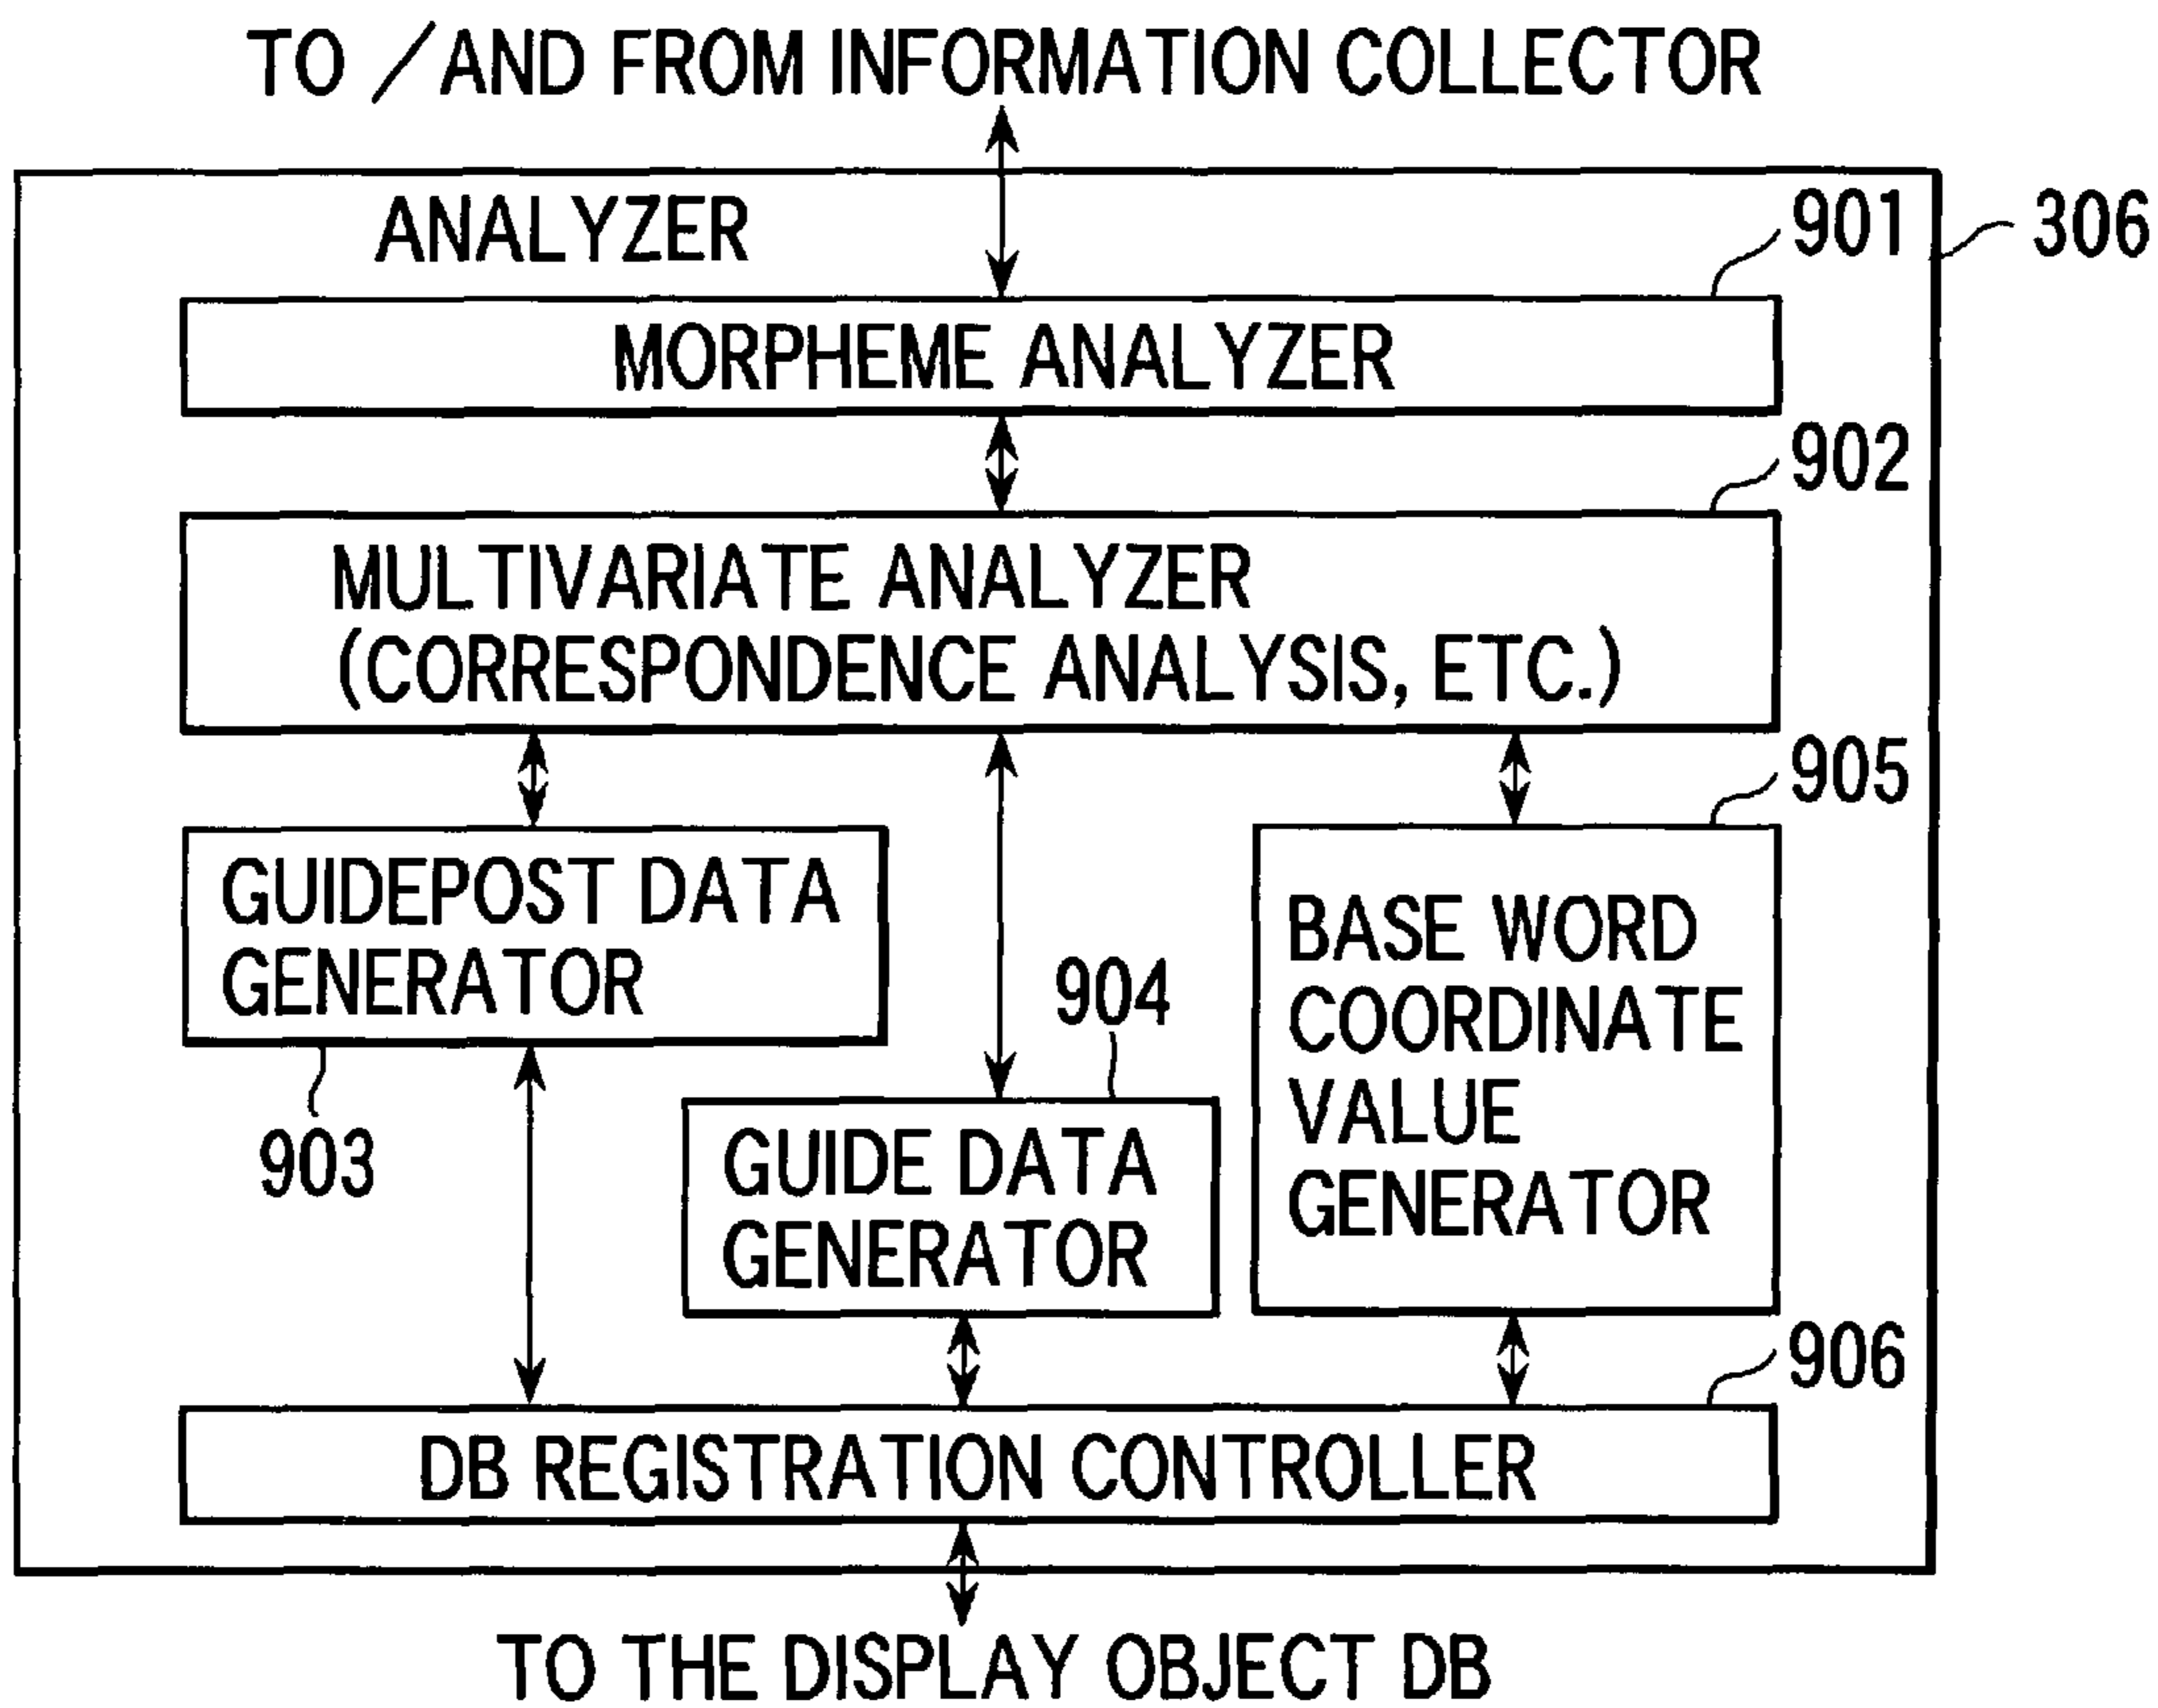 TO /AND FROM INFORMATION COLLECTOR
ANALYZER
901
306
MORPHEME ANALYZER
902
MULTIVARIATE ANALYZER
(CORRESPONDENCE ANALYSIS, ETC.)
905
GUIDEPOST DATA
GENERATOR
903
904
GUIDE DATA
GENERATOR
BASE WORD
COORDINATE
VALUE
GENERATOR
906
DB REGISTRATION CONTROLLER
TO THE DISPLAY OBJECT DB